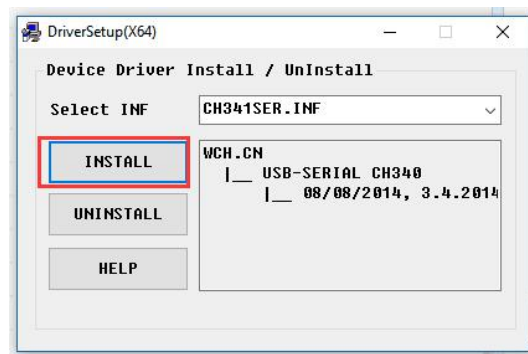 DriverSetup(X64)
Device Driver Install / UnInstall
Select INF
CH341SER.INF
INSTALL
UNINSTALL
HELP
WCH.CN
|__ USB-SERIAL CH340
|__ 08/08/2014, 3.4.2014